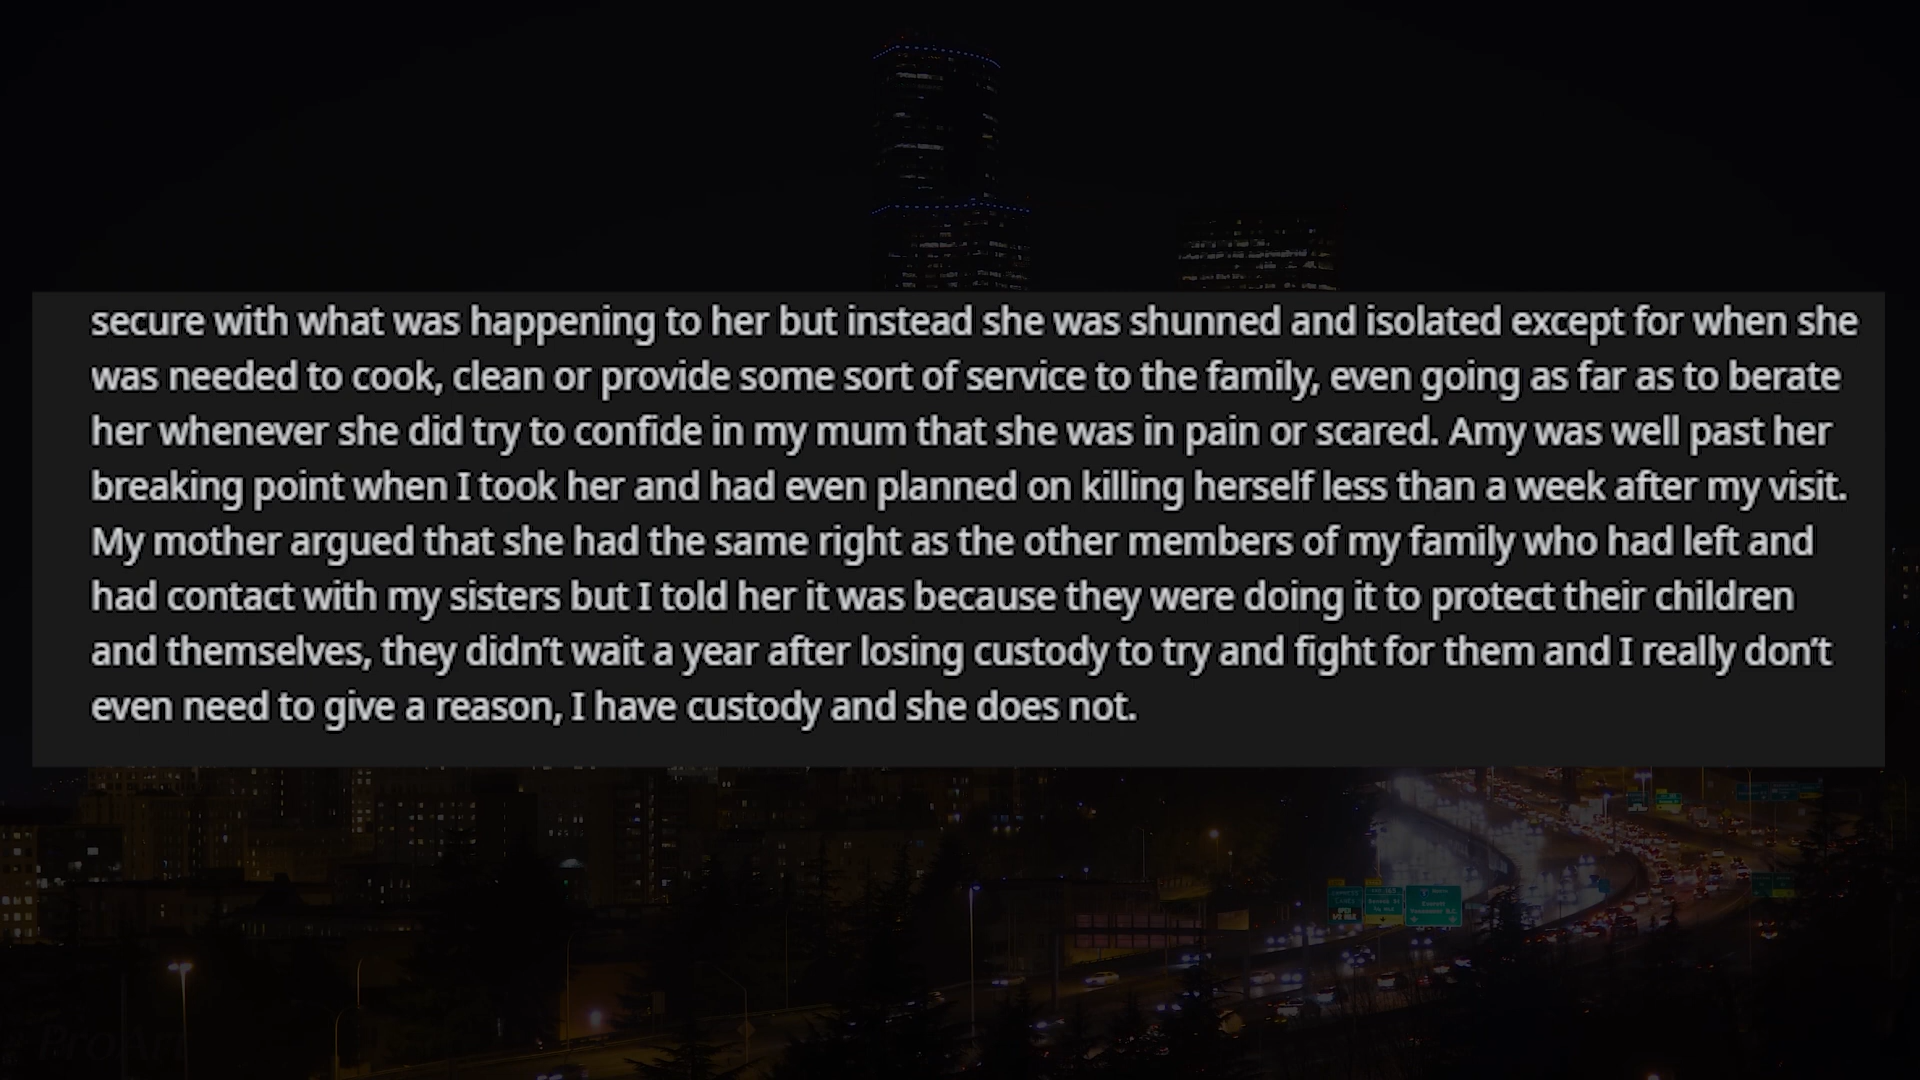 secure with what was happening to her but instead she was shunned and isolated except for when she
was needed to cook, clean or provide some sort of service to the family, even going as far as to berate
her whenever she did try to confide in my mum that she was in pain or scared. Amy was well past her
breaking point when I took her and had even planned on killing herself less than a week after my visit.
My mother argued that she had the same right as the other members of my family who had left and
had contact with my sisters but I told her it was because they were doing it to protect their children
and themselves, they didn’t wait a year after losing custody to try and fight for them and I really don’t
even need to give a reason, I have custody and she does not.